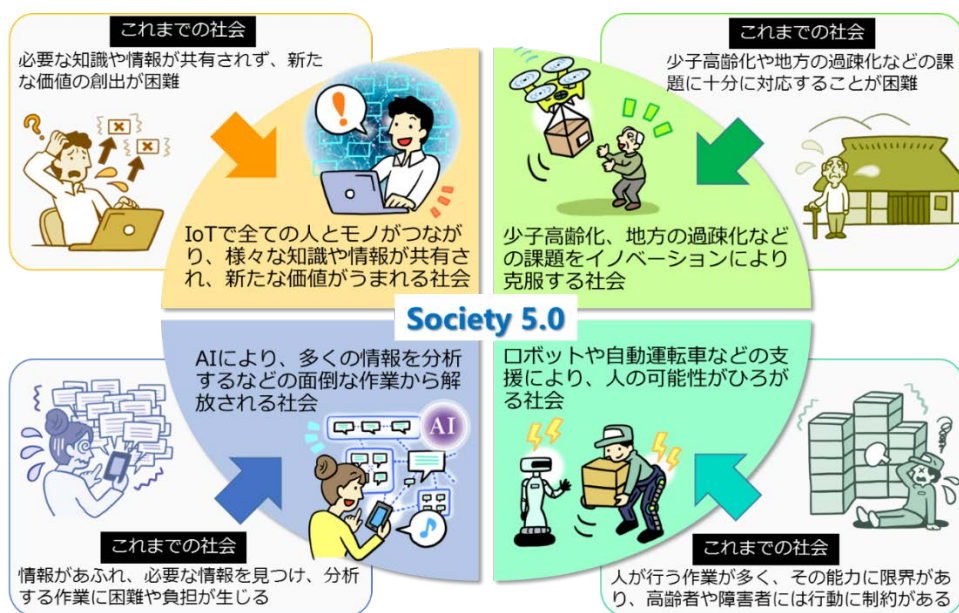 これまでの社会
必要な知識や情報が共有されず、新た
な価値の創出が困難
IoTで全ての人とモノがつなが
り、様々な知識や情報が共有さ
れ、新たな価値がうまれる社会
これまでの社会
少子高齢化や地方の過疎化などの課
題に十分に対応することが困難
少子高齢化、地方の過疎化など
の課題をイノベーションにより
克服する社会
Society 5.0
AIにより、多くの情報を分析
するなどの面倒な作業から解
放される社会
AI
これまでの社会
情報があふれ、必要な情報を見つけ、分析
する作業に困難や負担が生じる
ロボットや自動運転車などの支
援により、人の可能性がひろが
る社会
これまでの社会
人が行う作業が多く、その能力に限界があ
り、高齢者や障害者には行動に制約がある